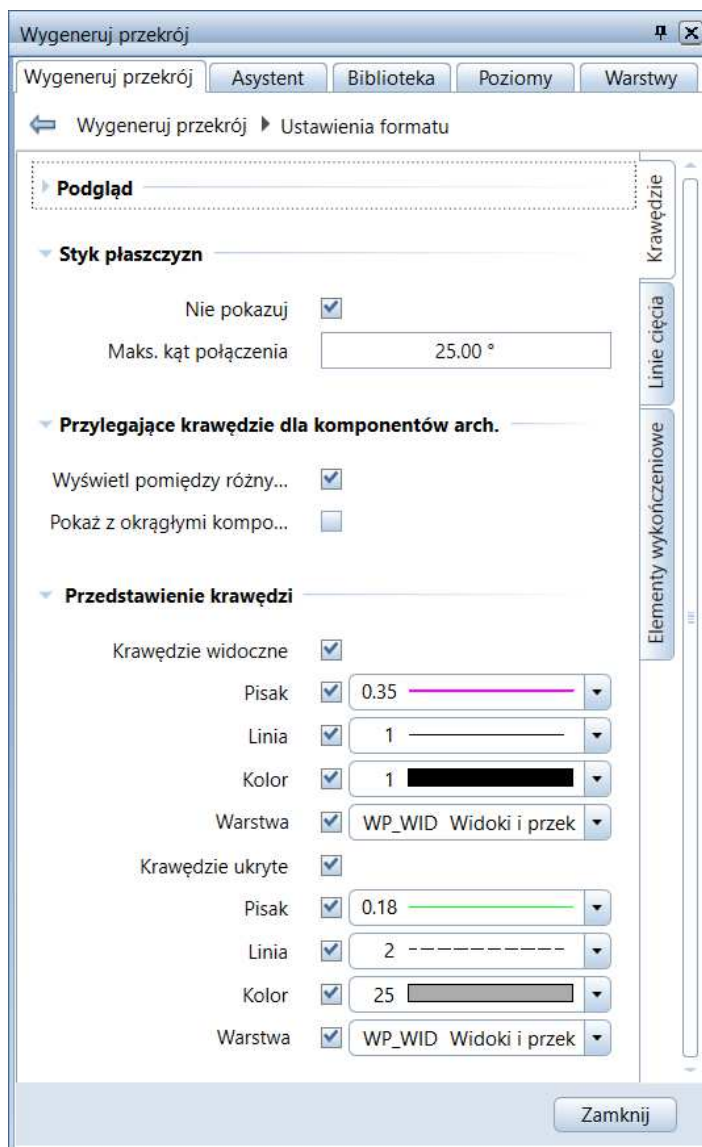 Wygeneruj przekrój
Wygeneruj przekrój Asystent Biblioteka Poziomy Warstwy
Wygeneruj przekrój Ustawienia formatu
Podgląd
Styk płaszczyzn
Nie pokazuj
Maks. kąt połączenia 25.00 °
Przylegające krawędzie dla komponentów arch.
Wyświetl pomiędzy różny...
Pokaż z okrągłymi kompo...
Przedstawienie krawędzi
Krawędzie widoczne
Pisak 0.35
Linia 1
Kolor 1
Warstwa WP_WID Widoki i przek
Krawędzie ukryte
Pisak 0.18
Linia 2
Kolor 25
Warstwa WP_WID Widoki i przek
Krawędzie
Linie cięcia
Elementy wykończeniowe
Zamknij